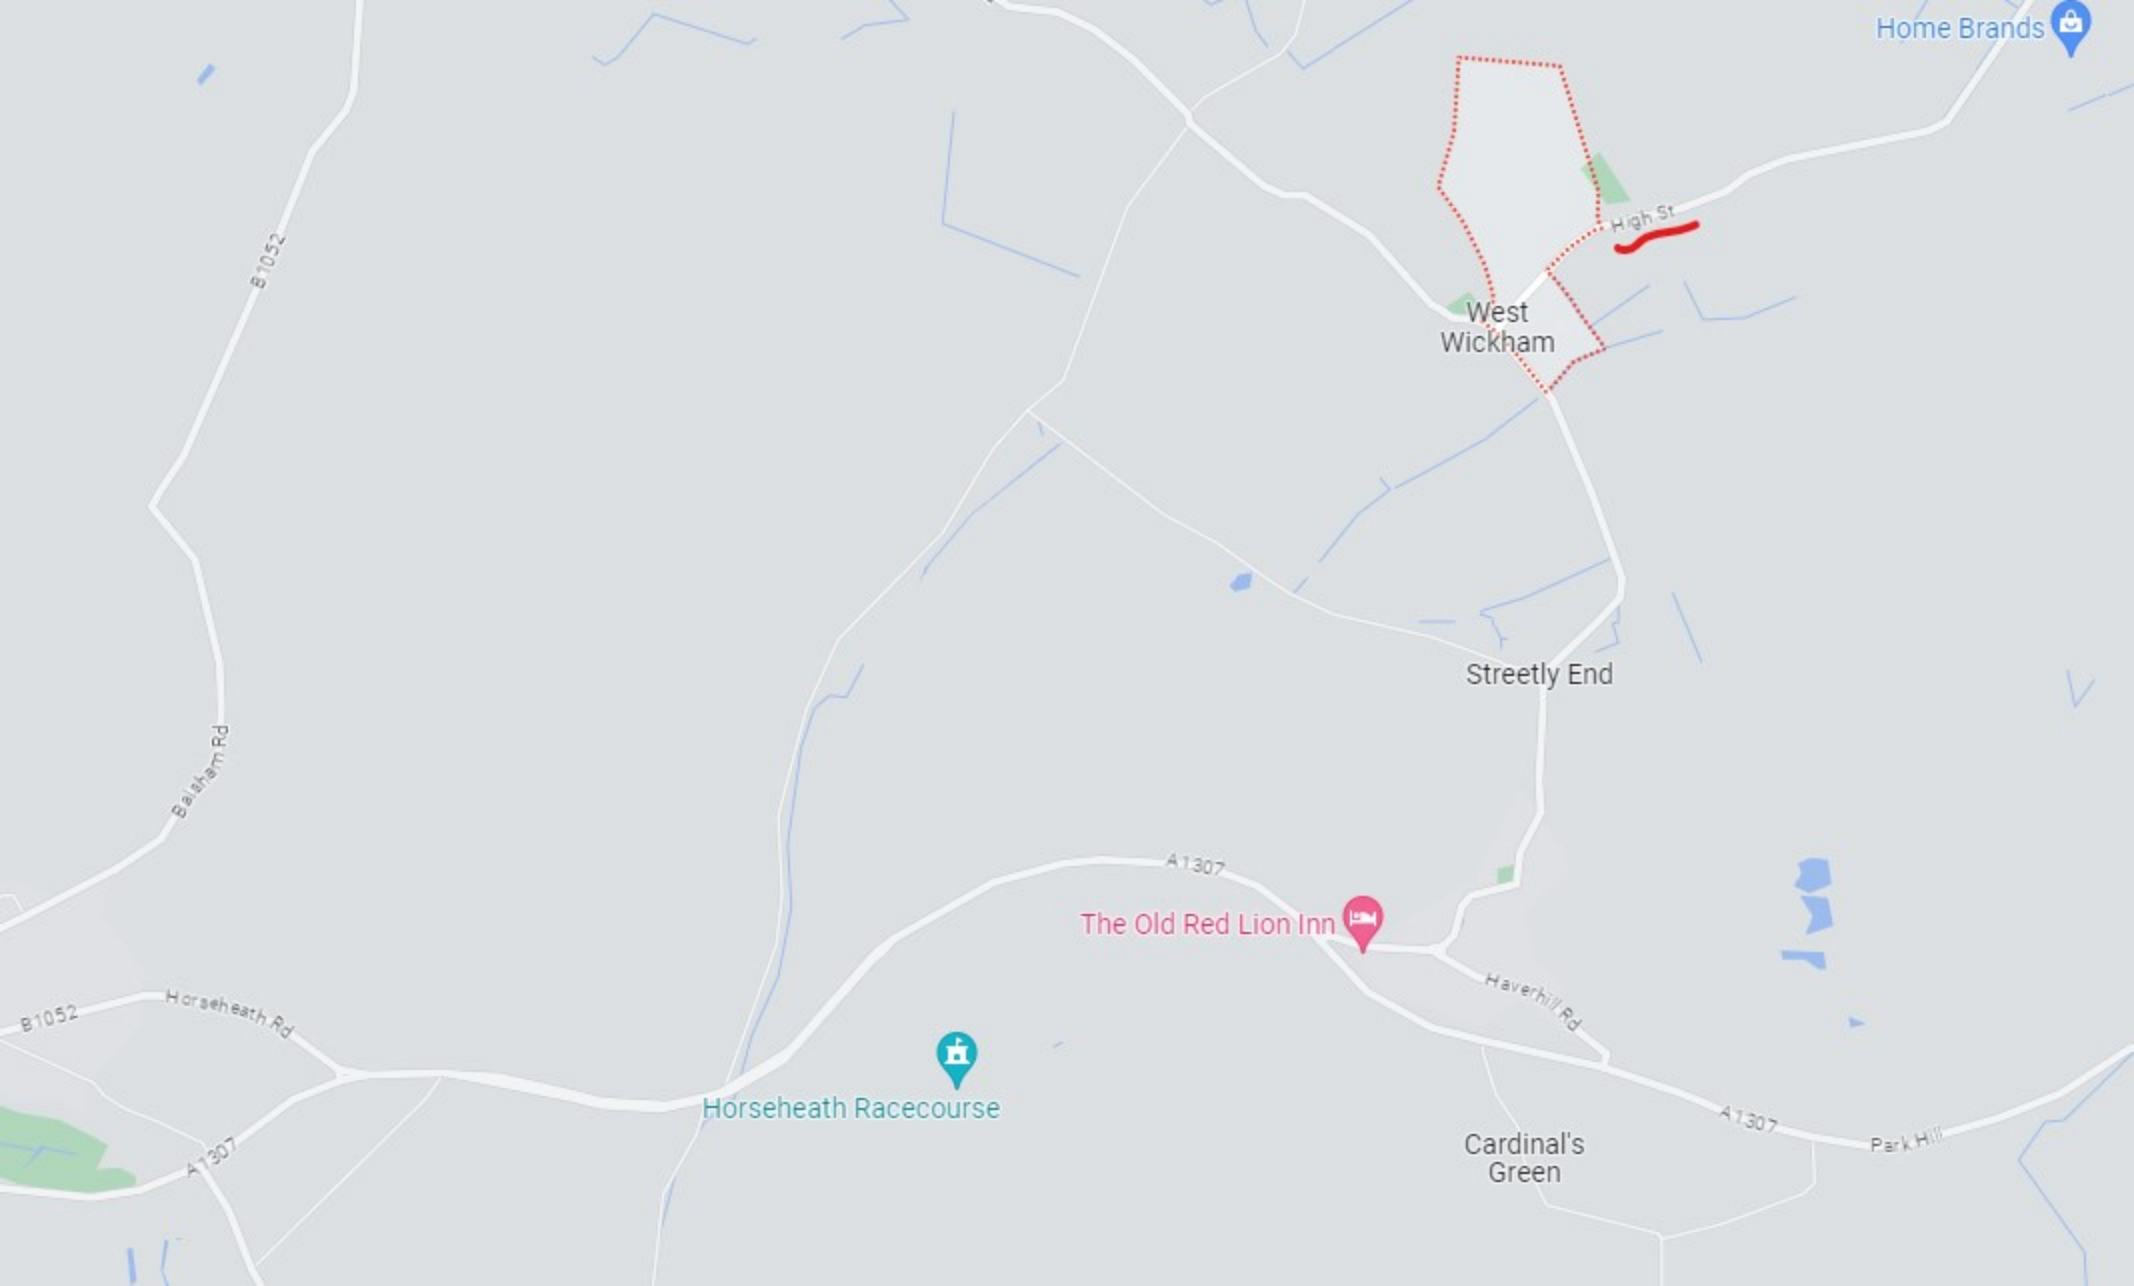 Home Brands
High St
B1052
West
Wickham
Streetly End
Balsham Rd
A1307
The Old Red Lion Inn
Haverhill Rd
Horseheath Rd
B1052
Horseheath Racecourse
A1307
Park Hill
Cardinal's
Green
A1307